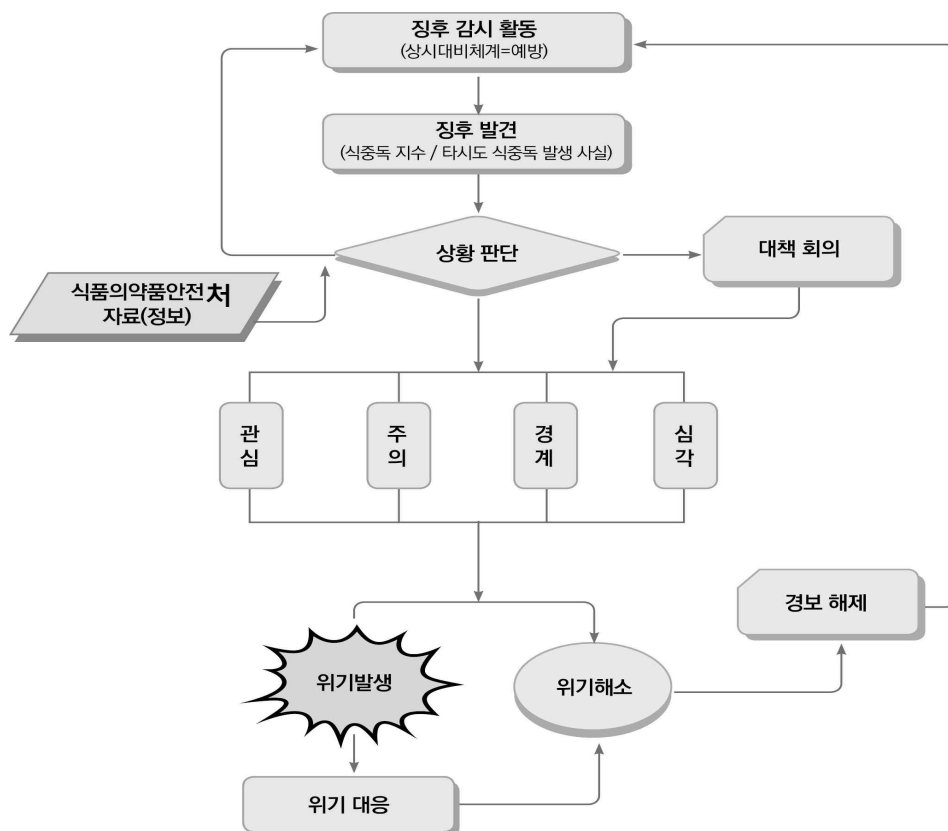 징후 감시 활동
(상시대비체계=예방)
징후 발견
(식중독 지수 / 타시도 식중독 발생 사실)
상황 판단
대책 회의
식품의약품안전처
자료(정보)
관
심
주
의
경
계
심
각
경보 해제
위기발생
위기해소
위기 대응